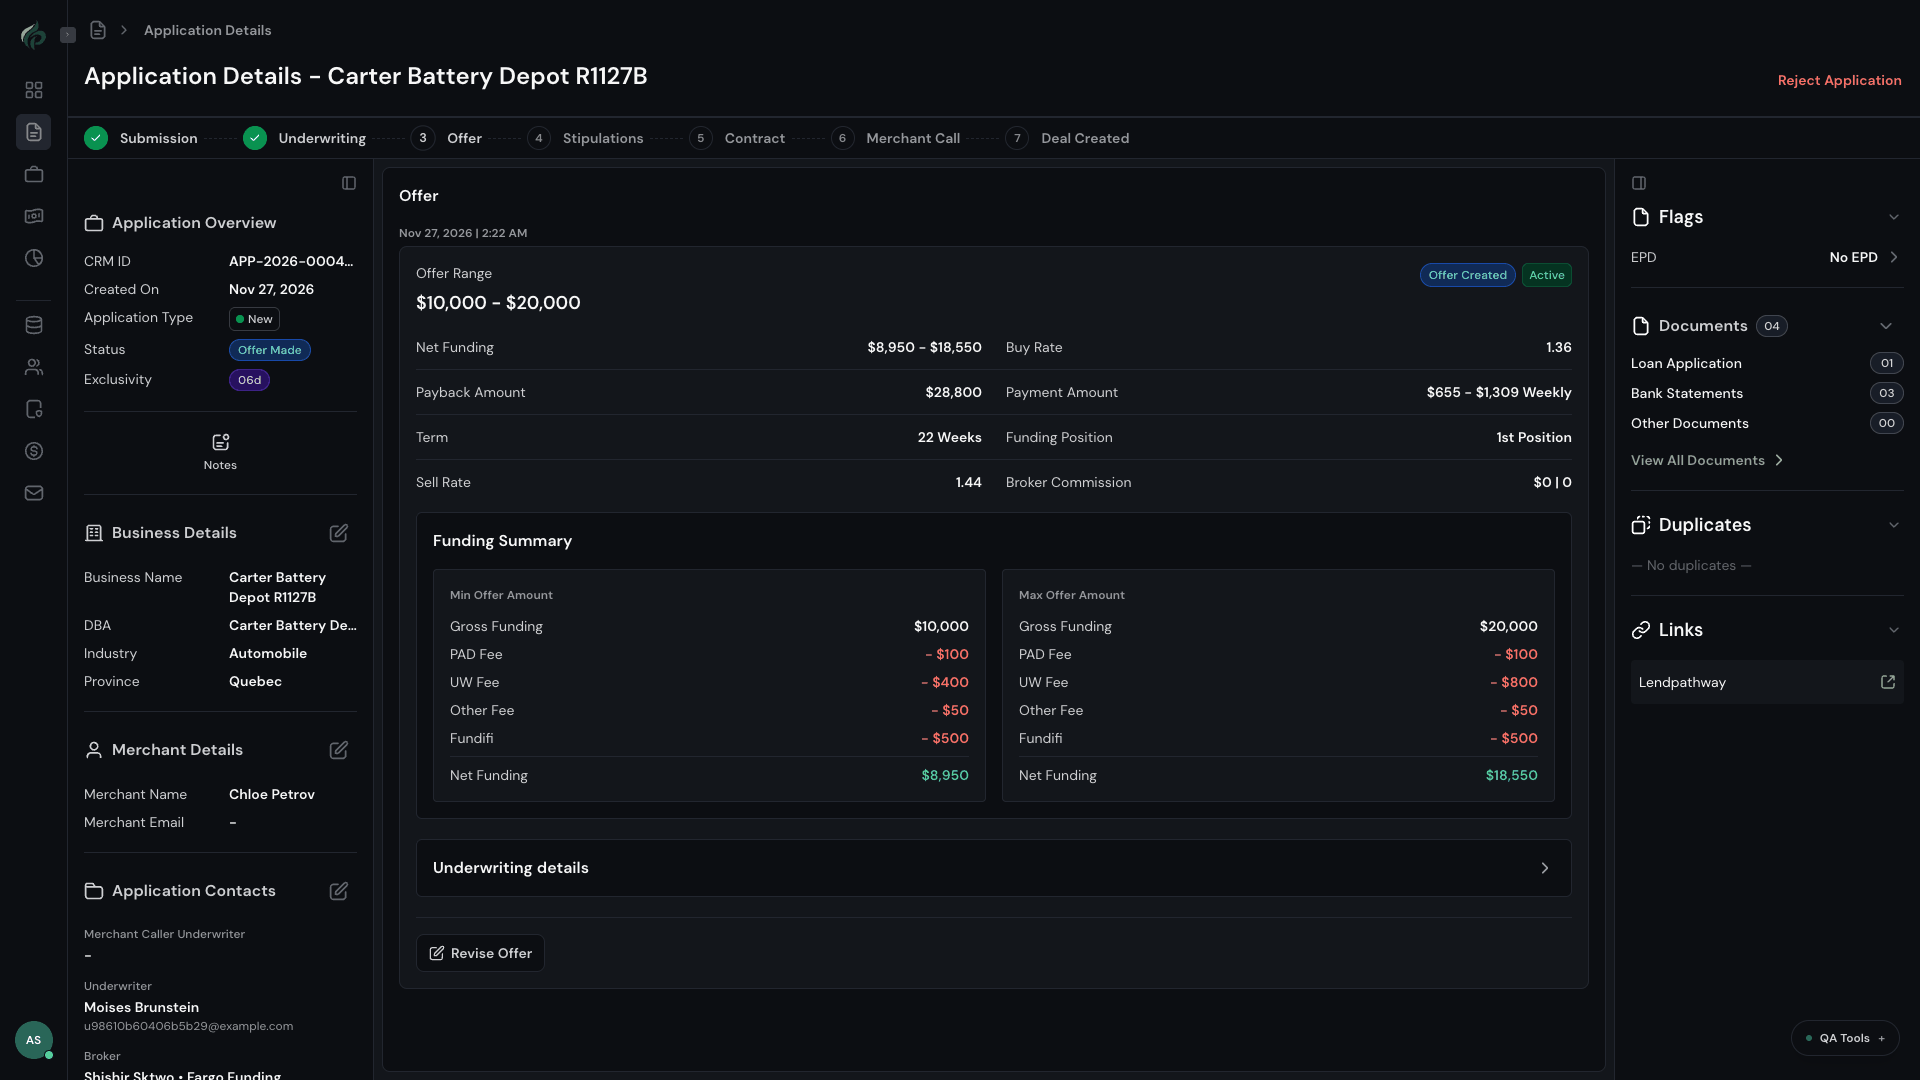 Application Details
Application Details – Carter Battery Depot R1127B
Reject Application
Submission
Underwriting
3 Offer
4 Stipulations
5 Contract
6 Merchant Call
7 Deal Created
Application Overview
CRM ID APP-2026-0004...
Created On Nov 27, 2026
Application Type New
Status Offer Made
Exclusivity 06d
Notes
Business Details
Business Name Carter Battery
Depot R1127B
DBA Carter Battery De...
Industry Automobile
Province Quebec
Merchant Details
Merchant Name Chloe Petrov
Merchant Email -
Application Contacts
Merchant Caller Underwriter
-
Underwriter
Moises Brunstein
u98610b60406b5b29@example.com
Broker
Shishir Sktwo • Fargo Funding
AS
Offer
Nov 27, 2026 | 2:22 AM
Offer Range
Offer Created Active
$10,000 - $20,000
Net Funding $8,950 - $18,550 Buy Rate 1.36
Payback Amount $28,800 Payment Amount $655 - $1,309 Weekly
Term 22 Weeks Funding Position 1st Position
Sell Rate 1.44 Broker Commission $0 | 0
Funding Summary
Min Offer Amount
Gross Funding $10,000
PAD Fee - $100
UW Fee - $400
Other Fee - $50
Fundifi - $500
Net Funding $8,950
Max Offer Amount
Gross Funding $20,000
PAD Fee - $100
UW Fee - $800
Other Fee - $50
Fundifi - $500
Net Funding $18,550
Underwriting details
Revise Offer
Flags
EPD No EPD
Documents 04
Loan Application 01
Bank Statements 03
Other Documents 00
View All Documents
Duplicates
— No duplicates —
Links
Lendpathway
QA Tools +